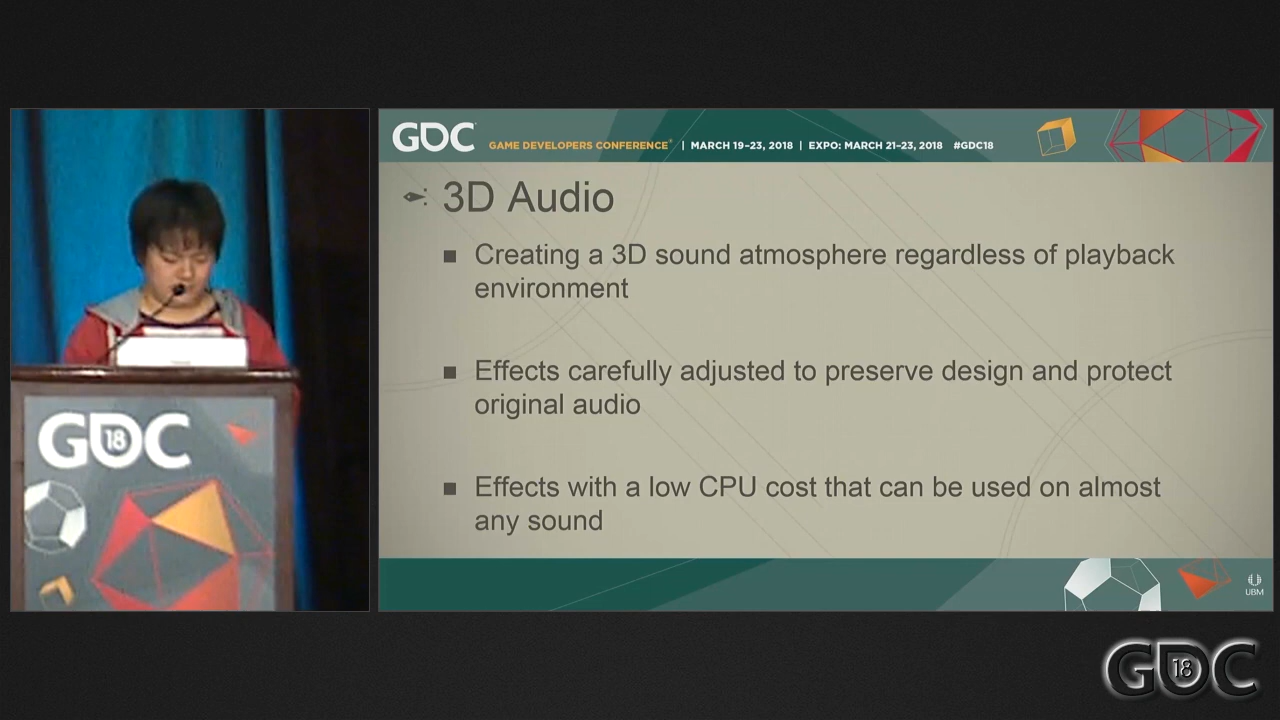 GDC
GAME DEVELOPERS CONFERENCE® | MARCH 19–23, 2018 | EXPO: MARCH 21–23, 2018 #GDC18
3D Audio
■ Creating a 3D sound atmosphere regardless of playback
environment
■ Effects carefully adjusted to preserve design and protect
original audio
■ Effects with a low CPU cost that can be used on almost
any sound
GDC
18
UBM
GDC
18